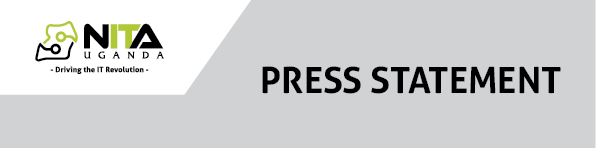 NITA
UGANDA
- Driving the IT Revolution -
PRESS STATEMENT